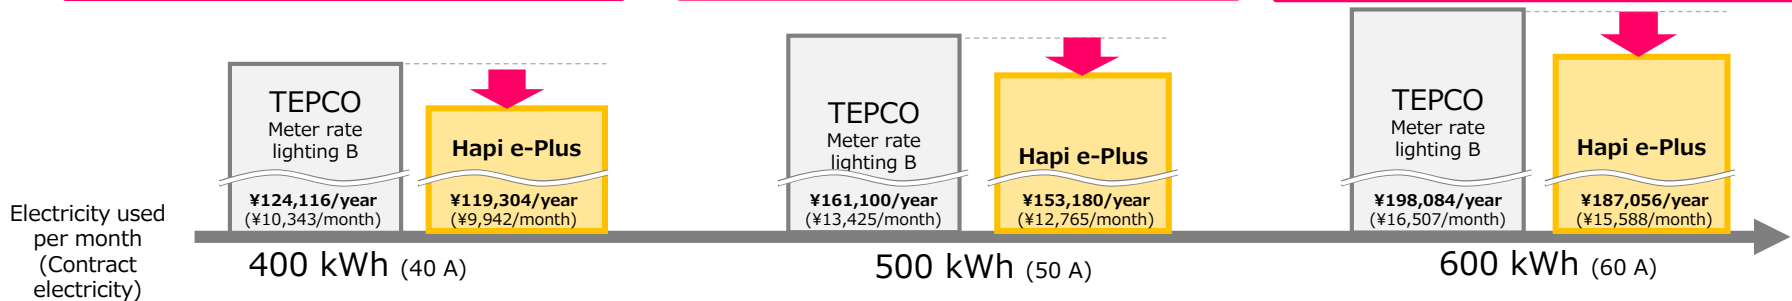 TEPCO
Meter rate
lighting B
¥124,116/year
(¥10,343/month)
Hapi e-Plus
¥119,304/year
(¥9,942/month)
TEPCO
Meter rate
lighting B
¥161,100/year
(¥13,425/month)
Hapi e-Plus
¥153,180/year
(¥12,765/month)
TEPCO
Meter rate
lighting B
¥198,084/year
(¥16,507/month)
Hapi e-Plus
¥187,056/year
(¥15,588/month)
Electricity used
per month
(Contract
electricity)
400 kWh (40 A)
500 kWh (50 A)
600 kWh (60 A)